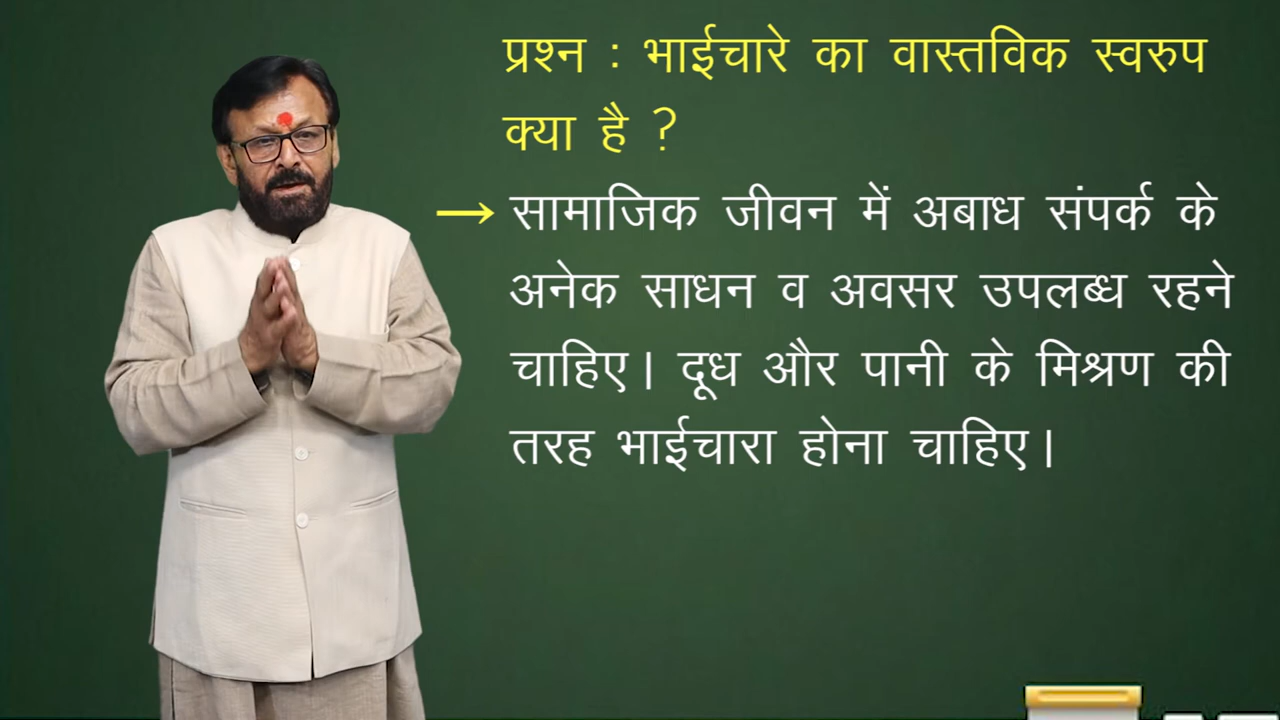 प्रश्न : भाईचारे का वास्तविक स्वरुप
क्या है ?
→ सामाजिक जीवन में अबाध संपर्क के
अनेक साधन व अवसर उपलब्ध रहने
चाहिए। दूध और पानी के मिश्रण की
तरह भाईचारा होना चाहिए।